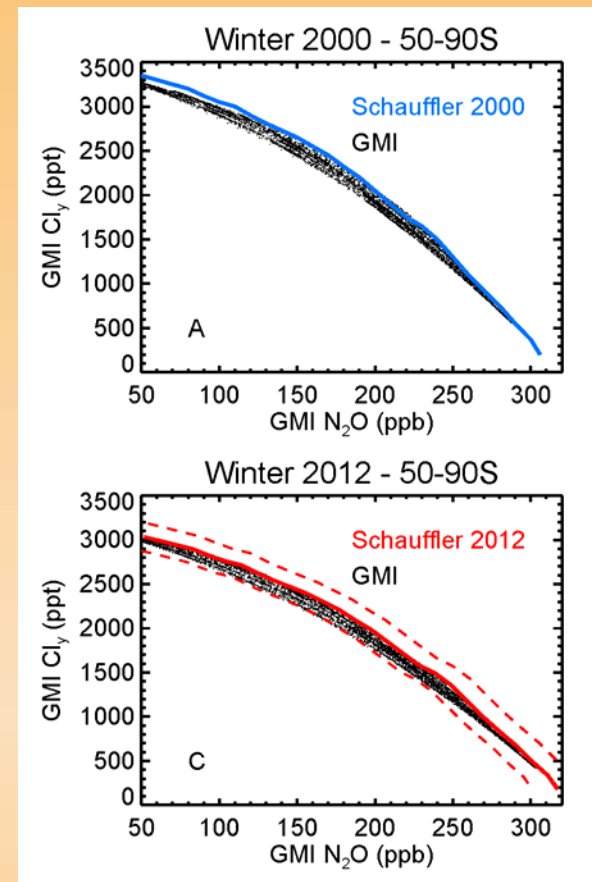 Winter 2000 - 50-90S
3500
3000
2500
2000
1500
1000
500
0
GMI Cly (ppt)
Schauffler 2000
GMI
A
50 100 150 200 250 300
GMI N2O (ppb)
Winter 2012 - 50-90S
3500
3000
2500
2000
1500
1000
500
0
GMI Cly (ppt)
Schauffler 2012
GMI
C
50 100 150 200 250 300
GMI N2O (ppb)